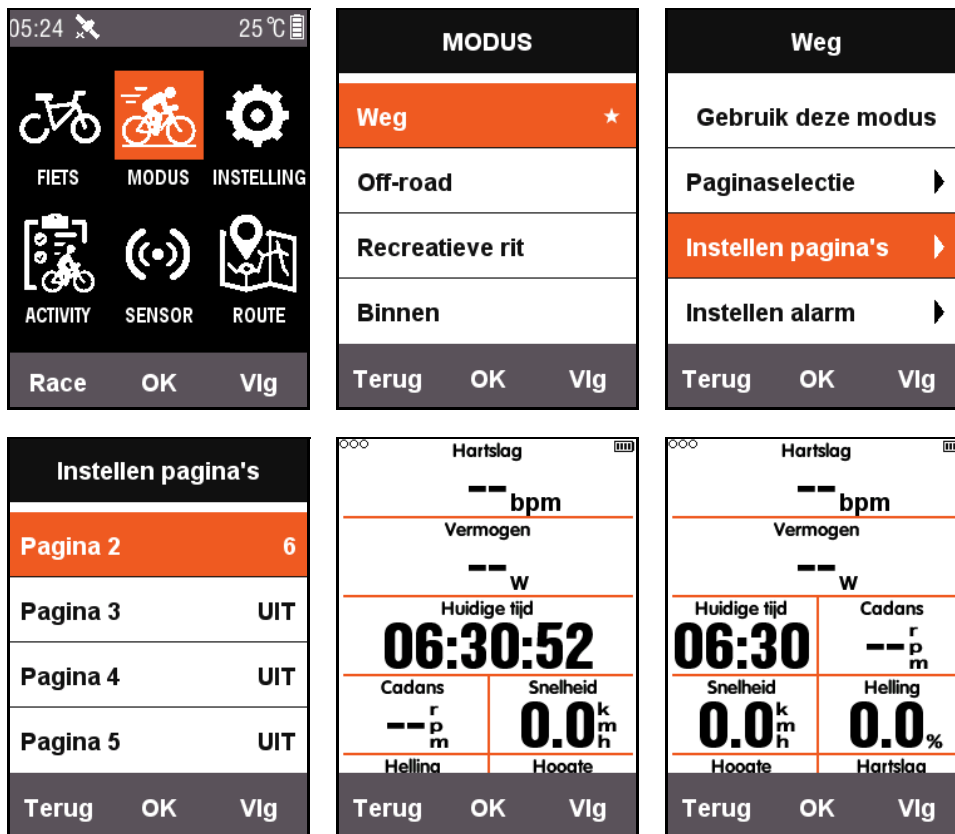 05:24 25℃
FIETS MODUS INSTELLING
ACTIVITY SENSOR ROUTE
Race OK Vlg
MODUS
Weg
Off-road
Recreatieve rit
Binnen
Terug OK Vlg
Weg
Gebruik deze modus
Paginaselectie
Instellen pagina's
Instellen alarm
Terug OK Vlg
Instellen pagina's
Pagina 2 6
Pagina 3 UIT
Pagina 4 UIT
Pagina 5 UIT
Terug OK Vlg
Hartslag
-- bpm
Vermogen
-- w
Huidige tijd
06:30:52
Cadans Snelheid
-- rpm 0.0 kmh
Helling Hoogte
Terug OK Vlg
Hartslag
-- bpm
Vermogen
-- w
Huidige tijd Cadans
06:30 -- rpm
Snelheid Helling
0.0 kmh 0.0 %
Hoogte Hartslag
Terug OK Vlg